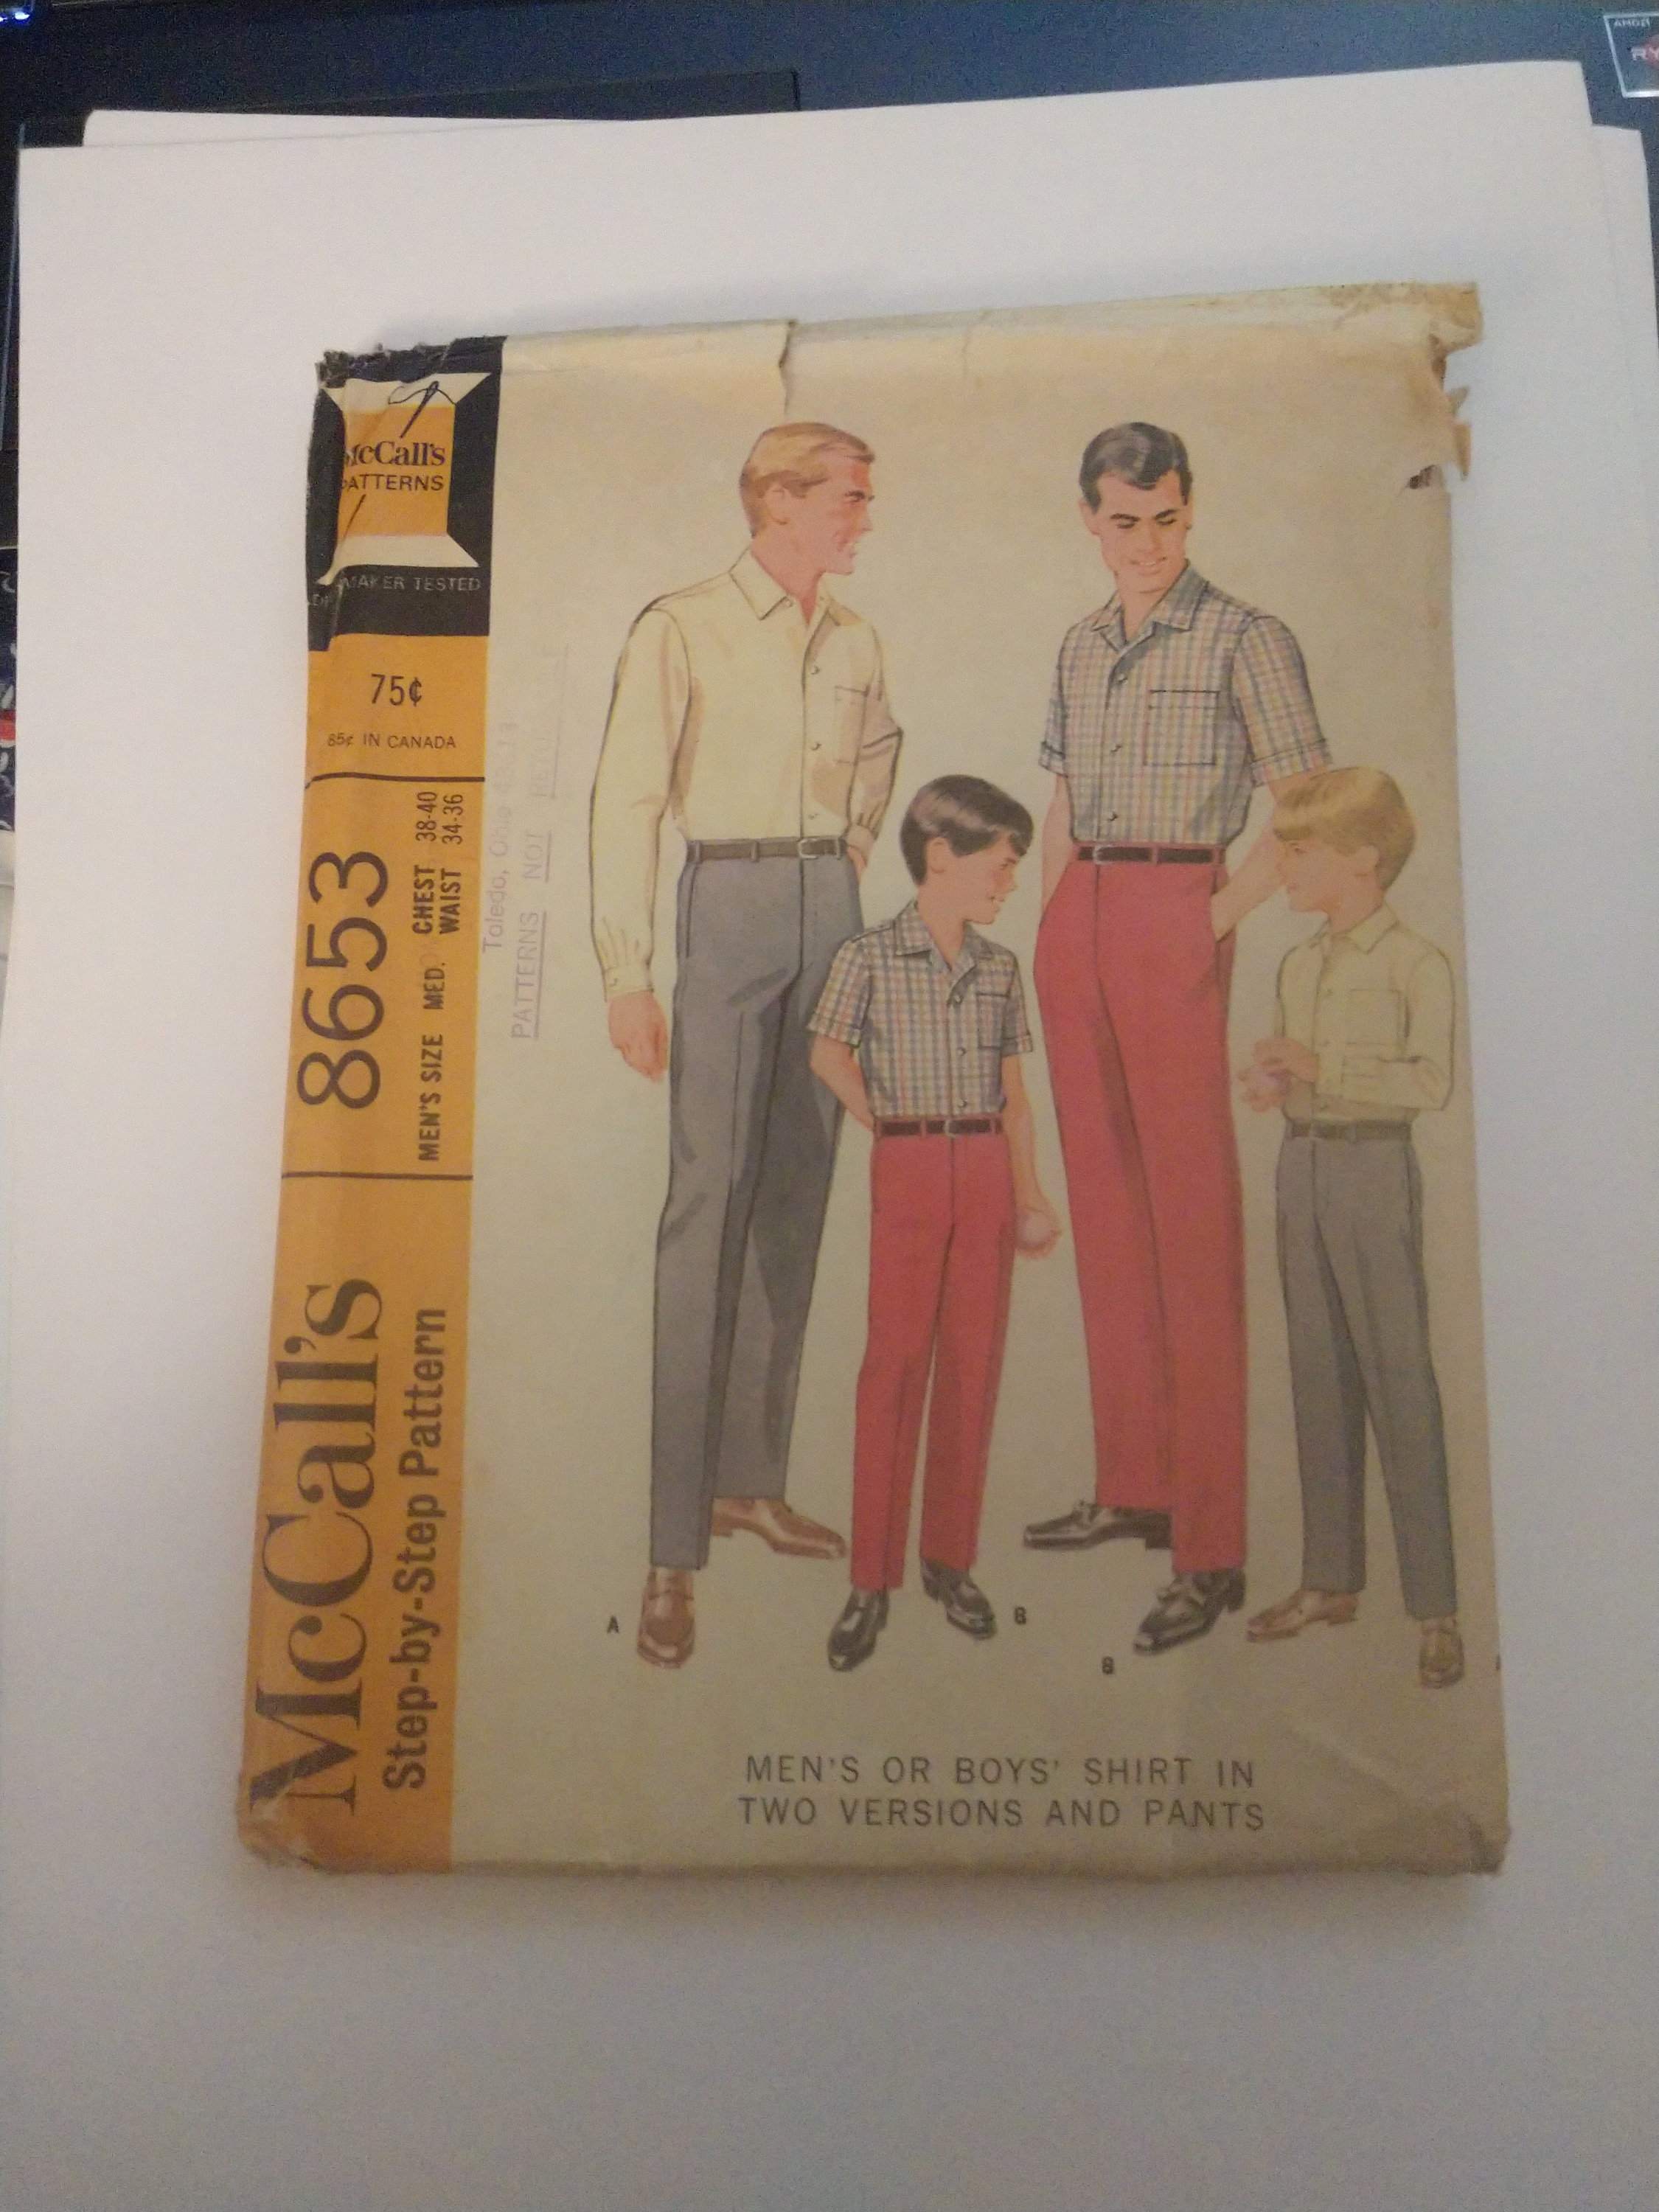 McCall's
PATTERNS
MAKER TESTED
75¢
85¢ IN CANADA
8653
MEN'S SIZE MED. CHEST 38-40
WAIST 34-36
McCall's
Step-by-Step Pattern
Toledo, Ohio
PATTERNS NOT
A
B
B
MEN'S OR BOYS' SHIRT IN
TWO VERSIONS AND PANTS
AMD